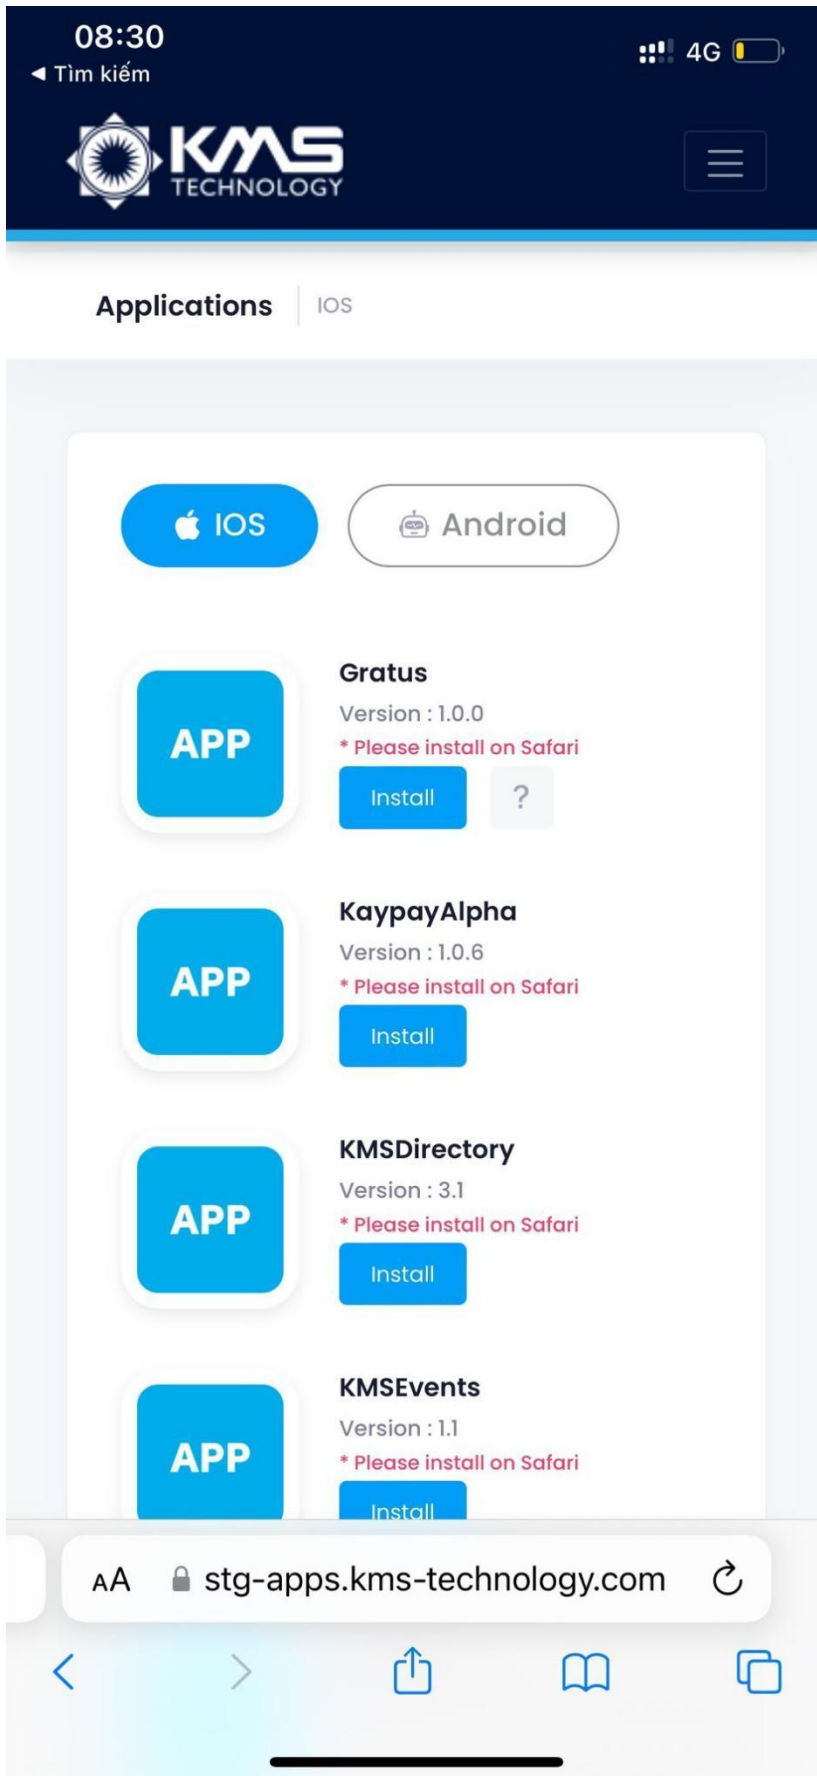 08:30
4G
◀ Tìm kiếm
KMS
TECHNOLOGY
Applications
IOS
IOS
Android
APP
Gratus
Version : 1.0.0
* Please install on Safari
Install
?
APP
KaypayAlpha
Version : 1.0.6
* Please install on Safari
Install
APP
KMSDirectory
Version : 3.1
* Please install on Safari
Install
APP
KMSEvents
Version : 1.1
* Please install on Safari
Install
AA
stg-apps.kms-technology.com